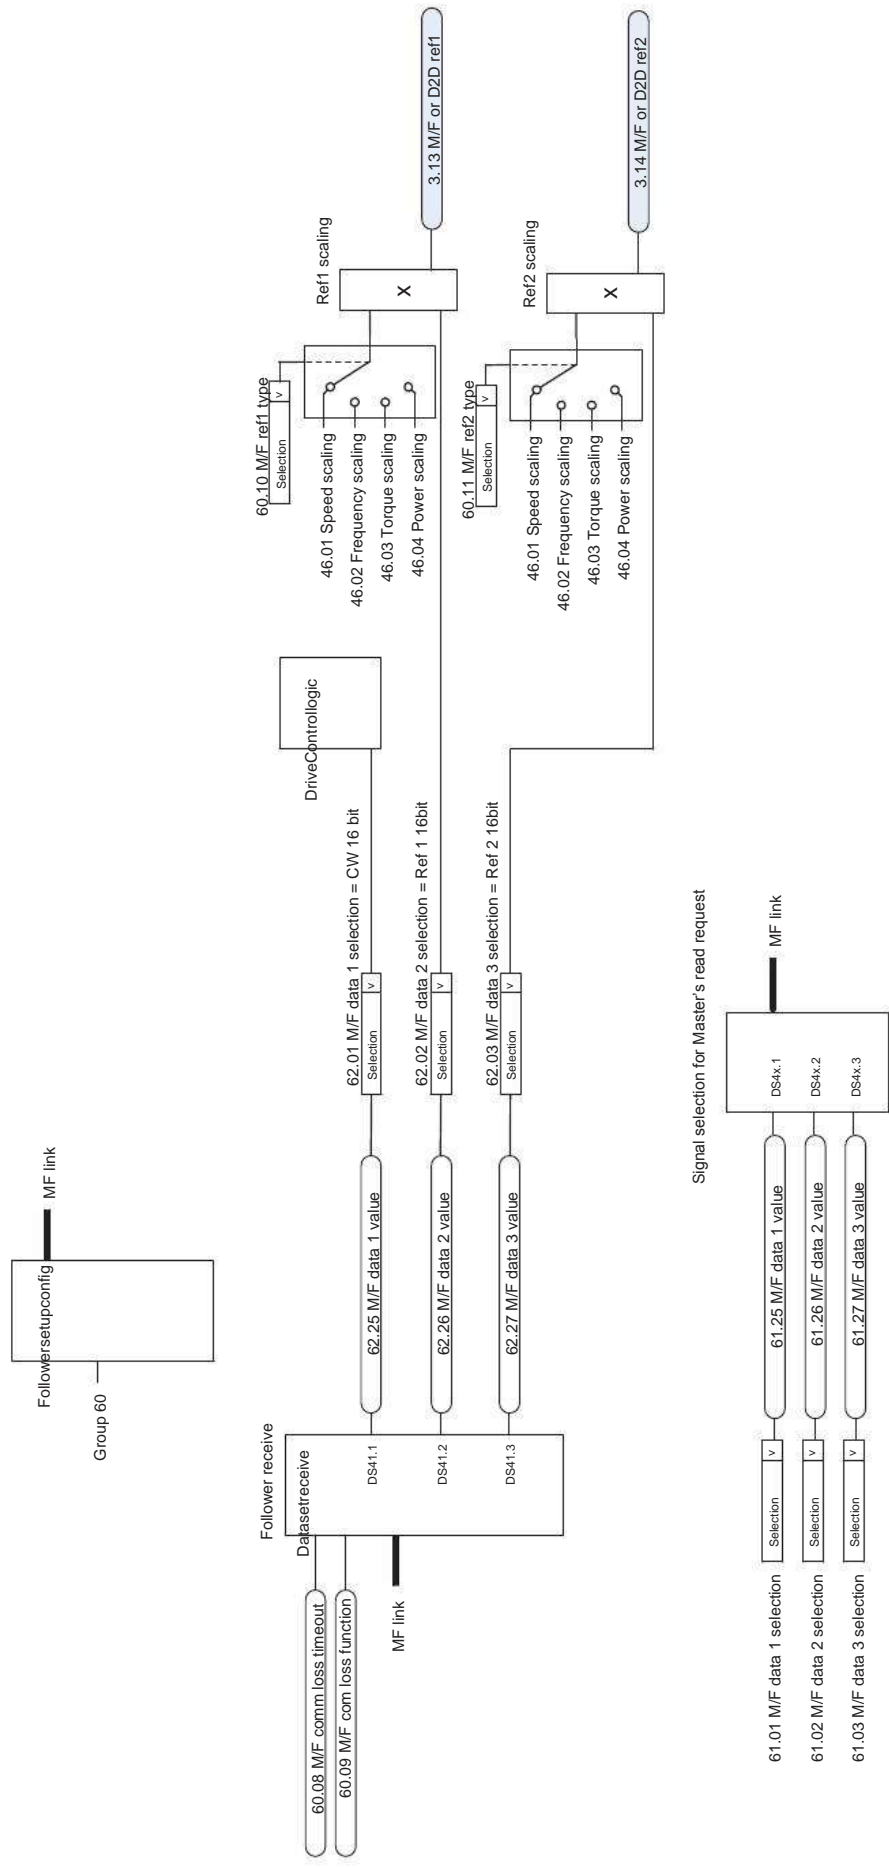 Followersetupconfig
MF link
Group 60
Follower receive
Datasetreceive
60.08 M/F comm loss timeout
60.09 M/F com loss function
MF link
DS41.1
DS41.2
DS41.3
62.25 M/F data 1 value
62.26 M/F data 2 value
62.27 M/F data 3 value
62.01 M/F data 1 selection = CW 16 bit
Selection
v
62.02 M/F data 2 selection = Ref 1 16bit
Selection
v
62.03 M/F data 3 selection = Ref 2 16bit
Selection
v
DriveControllogic
60.10 M/F ref1 type
Selection
v
46.01 Speed scaling
46.02 Frequency scaling
46.03 Torque scaling
46.04 Power scaling
Ref1 scaling
X
3.13 M/F or D2D ref1
60.11 M/F ref2 type
Selection
v
46.01 Speed scaling
46.02 Frequency scaling
46.03 Torque scaling
46.04 Power scaling
Ref2 scaling
X
3.14 M/F or D2D ref2
Signal selection for Master's read request
61.01 M/F data 1 selection
Selection
v
61.25 M/F data 1 value
DS4x.1
61.02 M/F data 2 selection
Selection
v
61.26 M/F data 2 value
DS4x.2
61.03 M/F data 3 selection
Selection
v
61.27 M/F data 3 value
DS4x.3
MF link